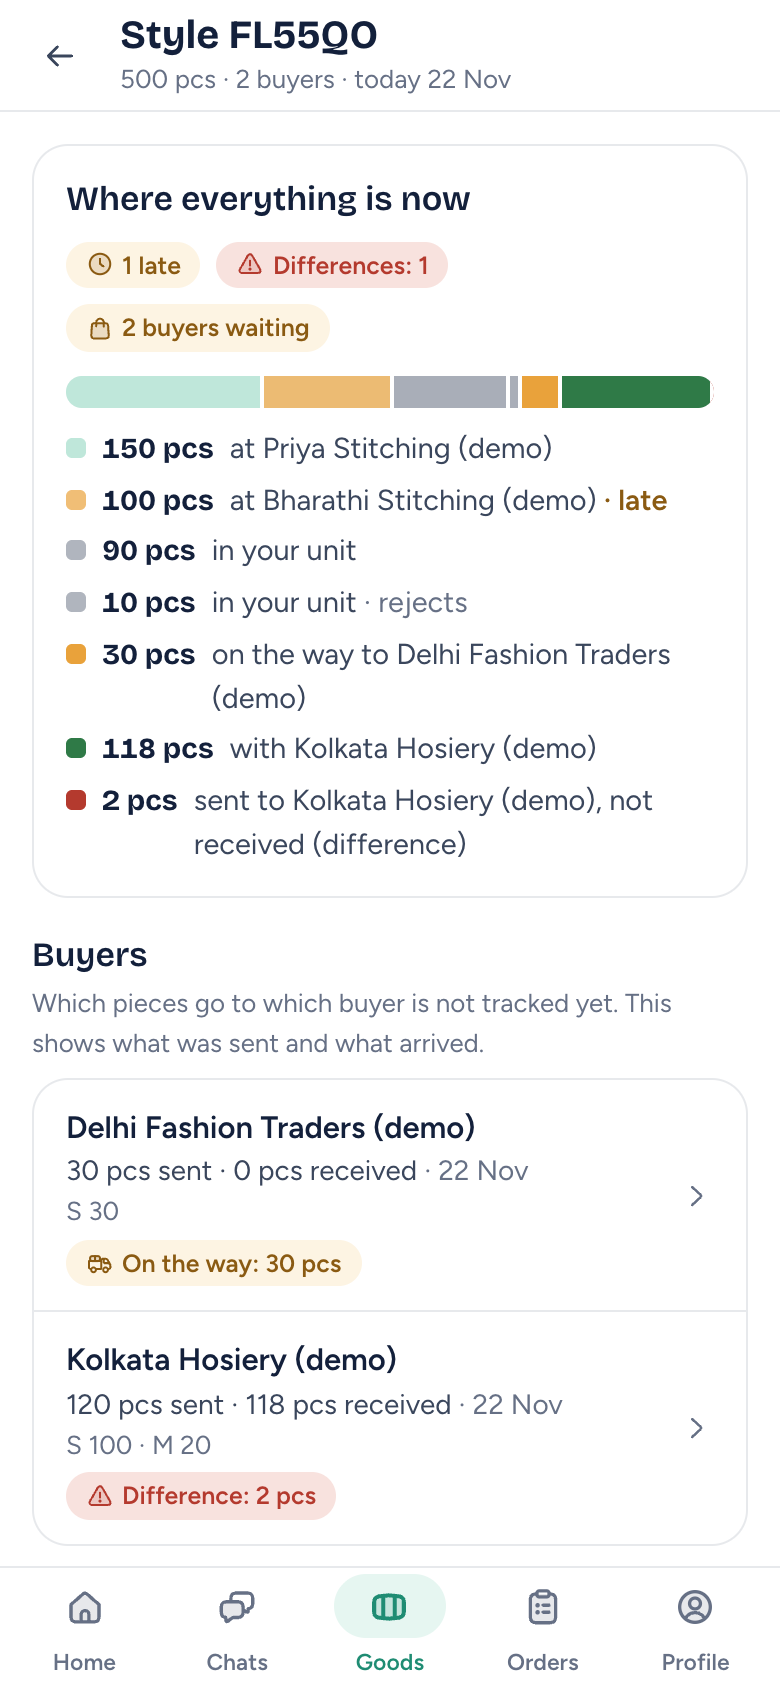 Style FL55QO
500 pcs · 2 buyers · today 22 Nov
Where everything is now
1 late
Differences: 1
2 buyers waiting
150 pcs at Priya Stitching (demo)
100 pcs at Bharathi Stitching (demo) · late
90 pcs in your unit
10 pcs in your unit · rejects
30 pcs on the way to Delhi Fashion Traders
(demo)
118 pcs with Kolkata Hosiery (demo)
2 pcs sent to Kolkata Hosiery (demo), not
received (difference)
Buyers
Which pieces go to which buyer is not tracked yet. This
shows what was sent and what arrived.
Delhi Fashion Traders (demo)
30 pcs sent · 0 pcs received · 22 Nov
S 30
On the way: 30 pcs
Kolkata Hosiery (demo)
120 pcs sent · 118 pcs received · 22 Nov
S 100 · M 20
Difference: 2 pcs
Home
Chats
Goods
Orders
Profile